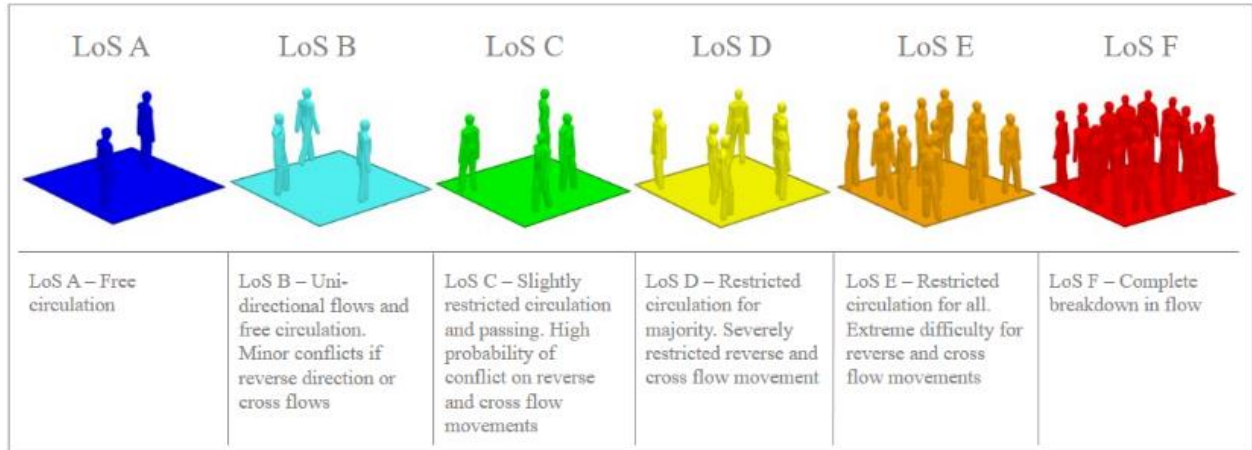 LoS A
LoS B
LoS C
LoS D
LoS E
LoS F
LoS A – Free
circulation
LoS B – Uni-
directional flows and
free circulation.
Minor conflicts if
reverse direction or
cross flows
LoS C – Slightly
restricted circulation
and passing. High
probability of
conflict on reverse
and cross flow
movements
LoS D – Restricted
circulation for
majority. Severely
restricted reverse and
cross flow movement
LoS E – Restricted
circulation for all.
Extreme difficulty for
reverse and cross
flow movements
LoS F – Complete
breakdown in flow